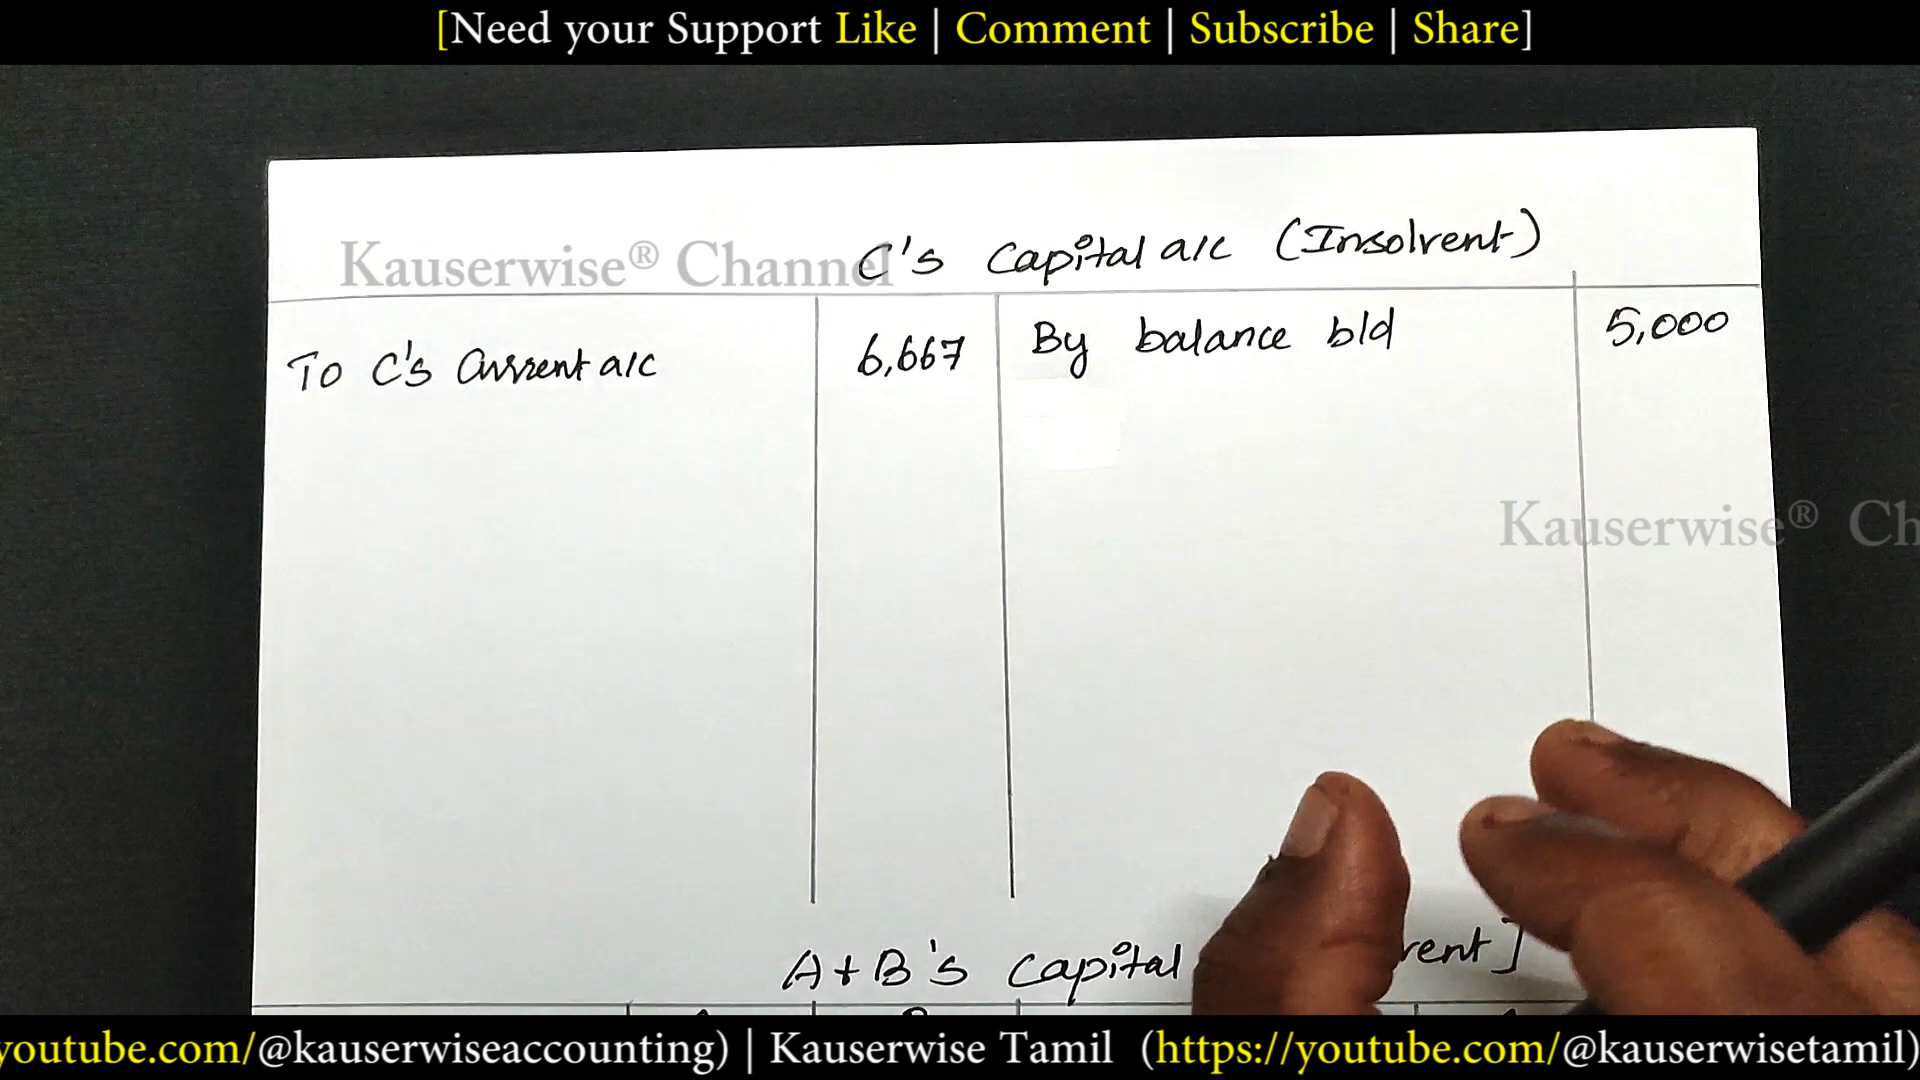 [Need your Support Like | Comment | Subscribe | Share]
Kauserwise® Channel
C's Capital a/c (Insolvent)
To C's Current a/c 6,667 By balance b/d 5,000
Kauserwise® Ch
A + B's Capital
youtube.com/@kauserwiseaccounting) | Kauserwise Tamil (https://youtube.com/@kauserwisetamil)